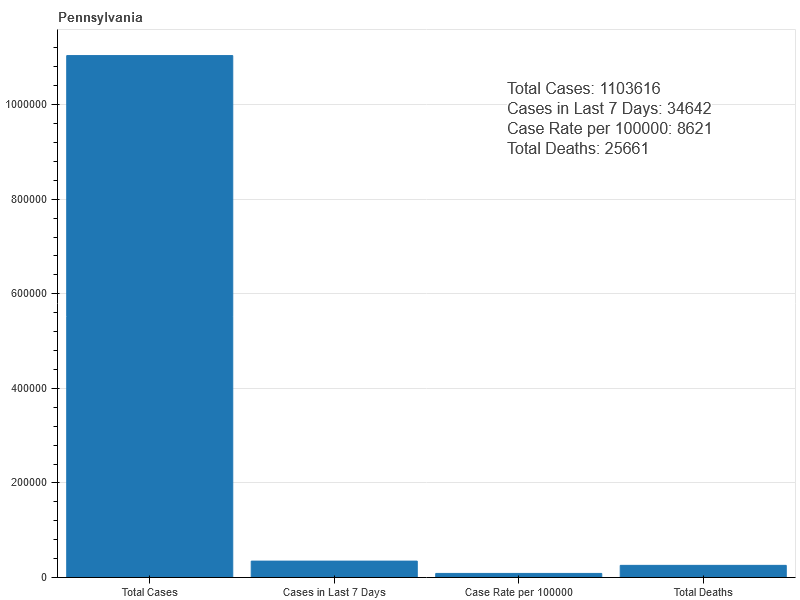 Pennsylvania
Total Cases: 1103616
Cases in Last 7 Days: 34642
Case Rate per 100000: 8621
Total Deaths: 25661
1000000
800000
600000
400000
200000
0
Total Cases
Cases in Last 7 Days
Case Rate per 100000
Total Deaths